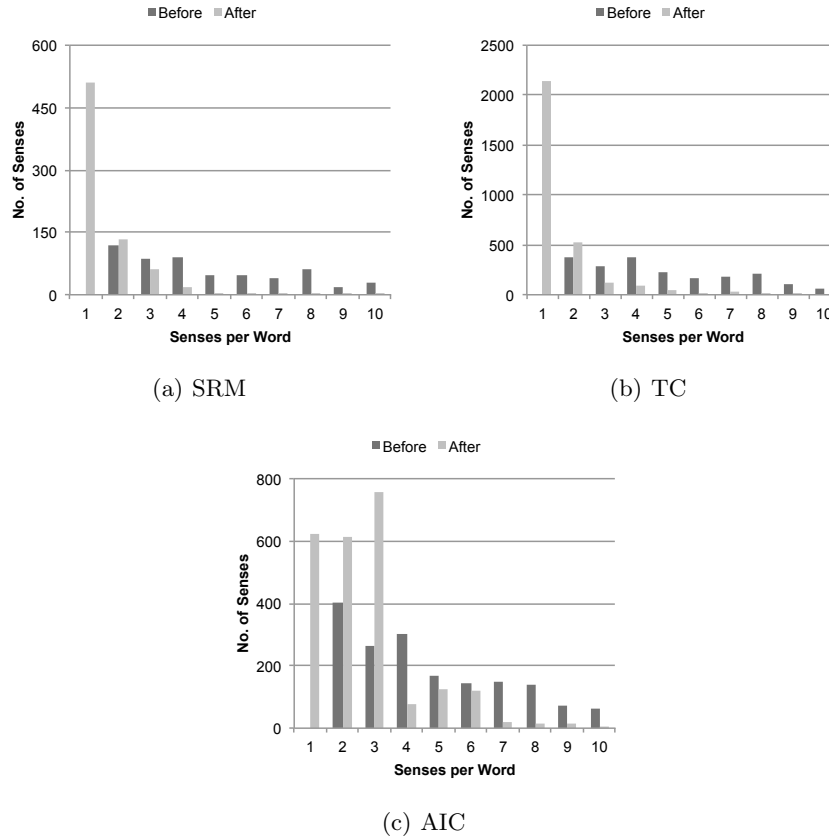 Before After
600
450
300
150
0
No. of Senses
1 2 3 4 5 6 7 8 9 10
Senses per Word
(a) SRM
Before After
2500
2000
1500
1000
500
0
No. of Senses
1 2 3 4 5 6 7 8 9 10
Senses per Word
(b) TC
Before After
800
600
400
200
0
No. of Senses
1 2 3 4 5 6 7 8 9 10
Senses per Word
(c) AIC